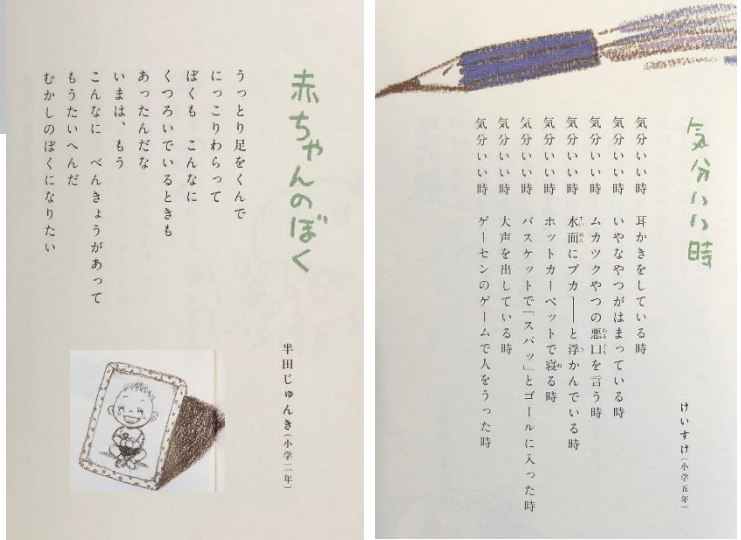 気分いい時
けいすけ(小学五年)
気分いい時 耳かきをしている時
気分いい時 いやなやつがはまっている時
気分いい時 ムカツクやつの悪口を言う時
気分いい時 水面にプカ――と浮かんでいる時
気分いい時 ホットカーペットで寝る時
気分いい時 バスケットで「スパッ」とゴールに入った時
気分いい時 大声を出している時
気分いい時 ゲーセンのゲームで人をうった時
赤ちゃんのぼく
半田じゅんき(小学二年)
うっとり足をくんで
にっこりわらって
ぼくも こんなに
くつろいでいるときも
あったんだな
いまは、もう
こんなに べんきょうがあって
もうたいへんだ
むかしのぼくになりたい